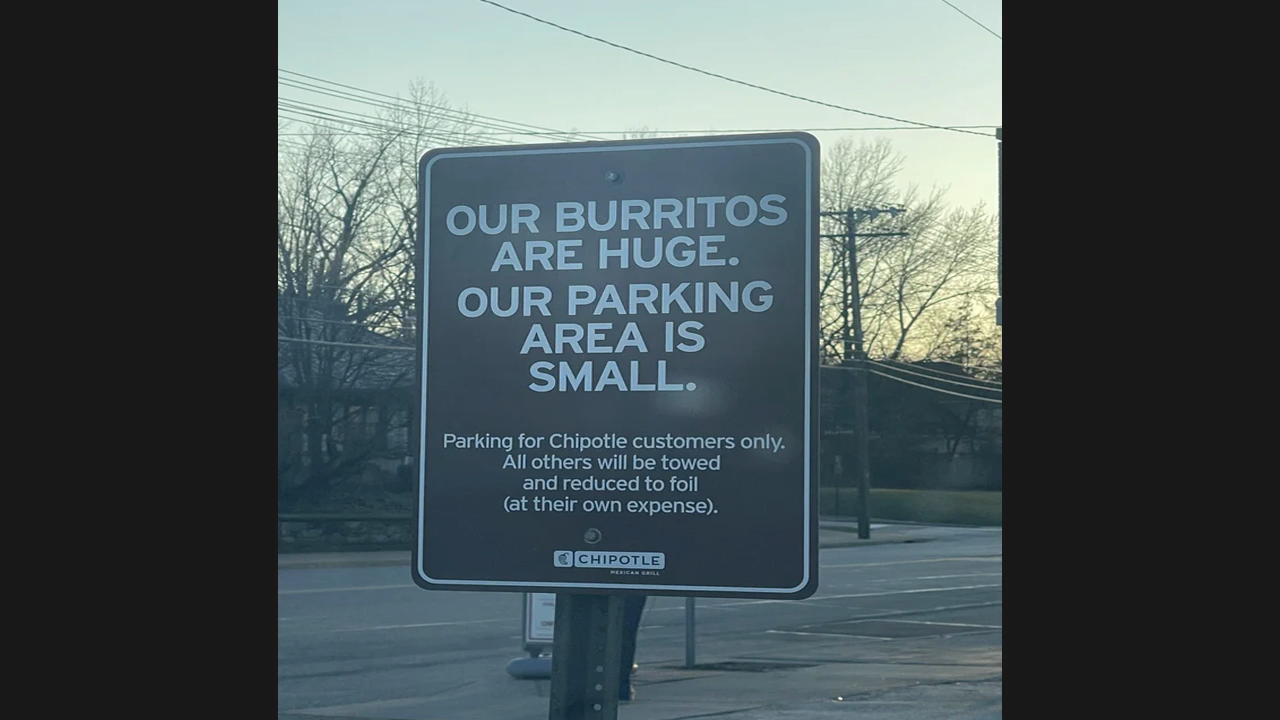 OUR BURRITOS
ARE HUGE.
OUR PARKING
AREA IS
SMALL.
Parking for Chipotle customers only.
All others will be towed
and reduced to foil
(at their own expense).
CHIPOTLE
MEXICAN GRILL